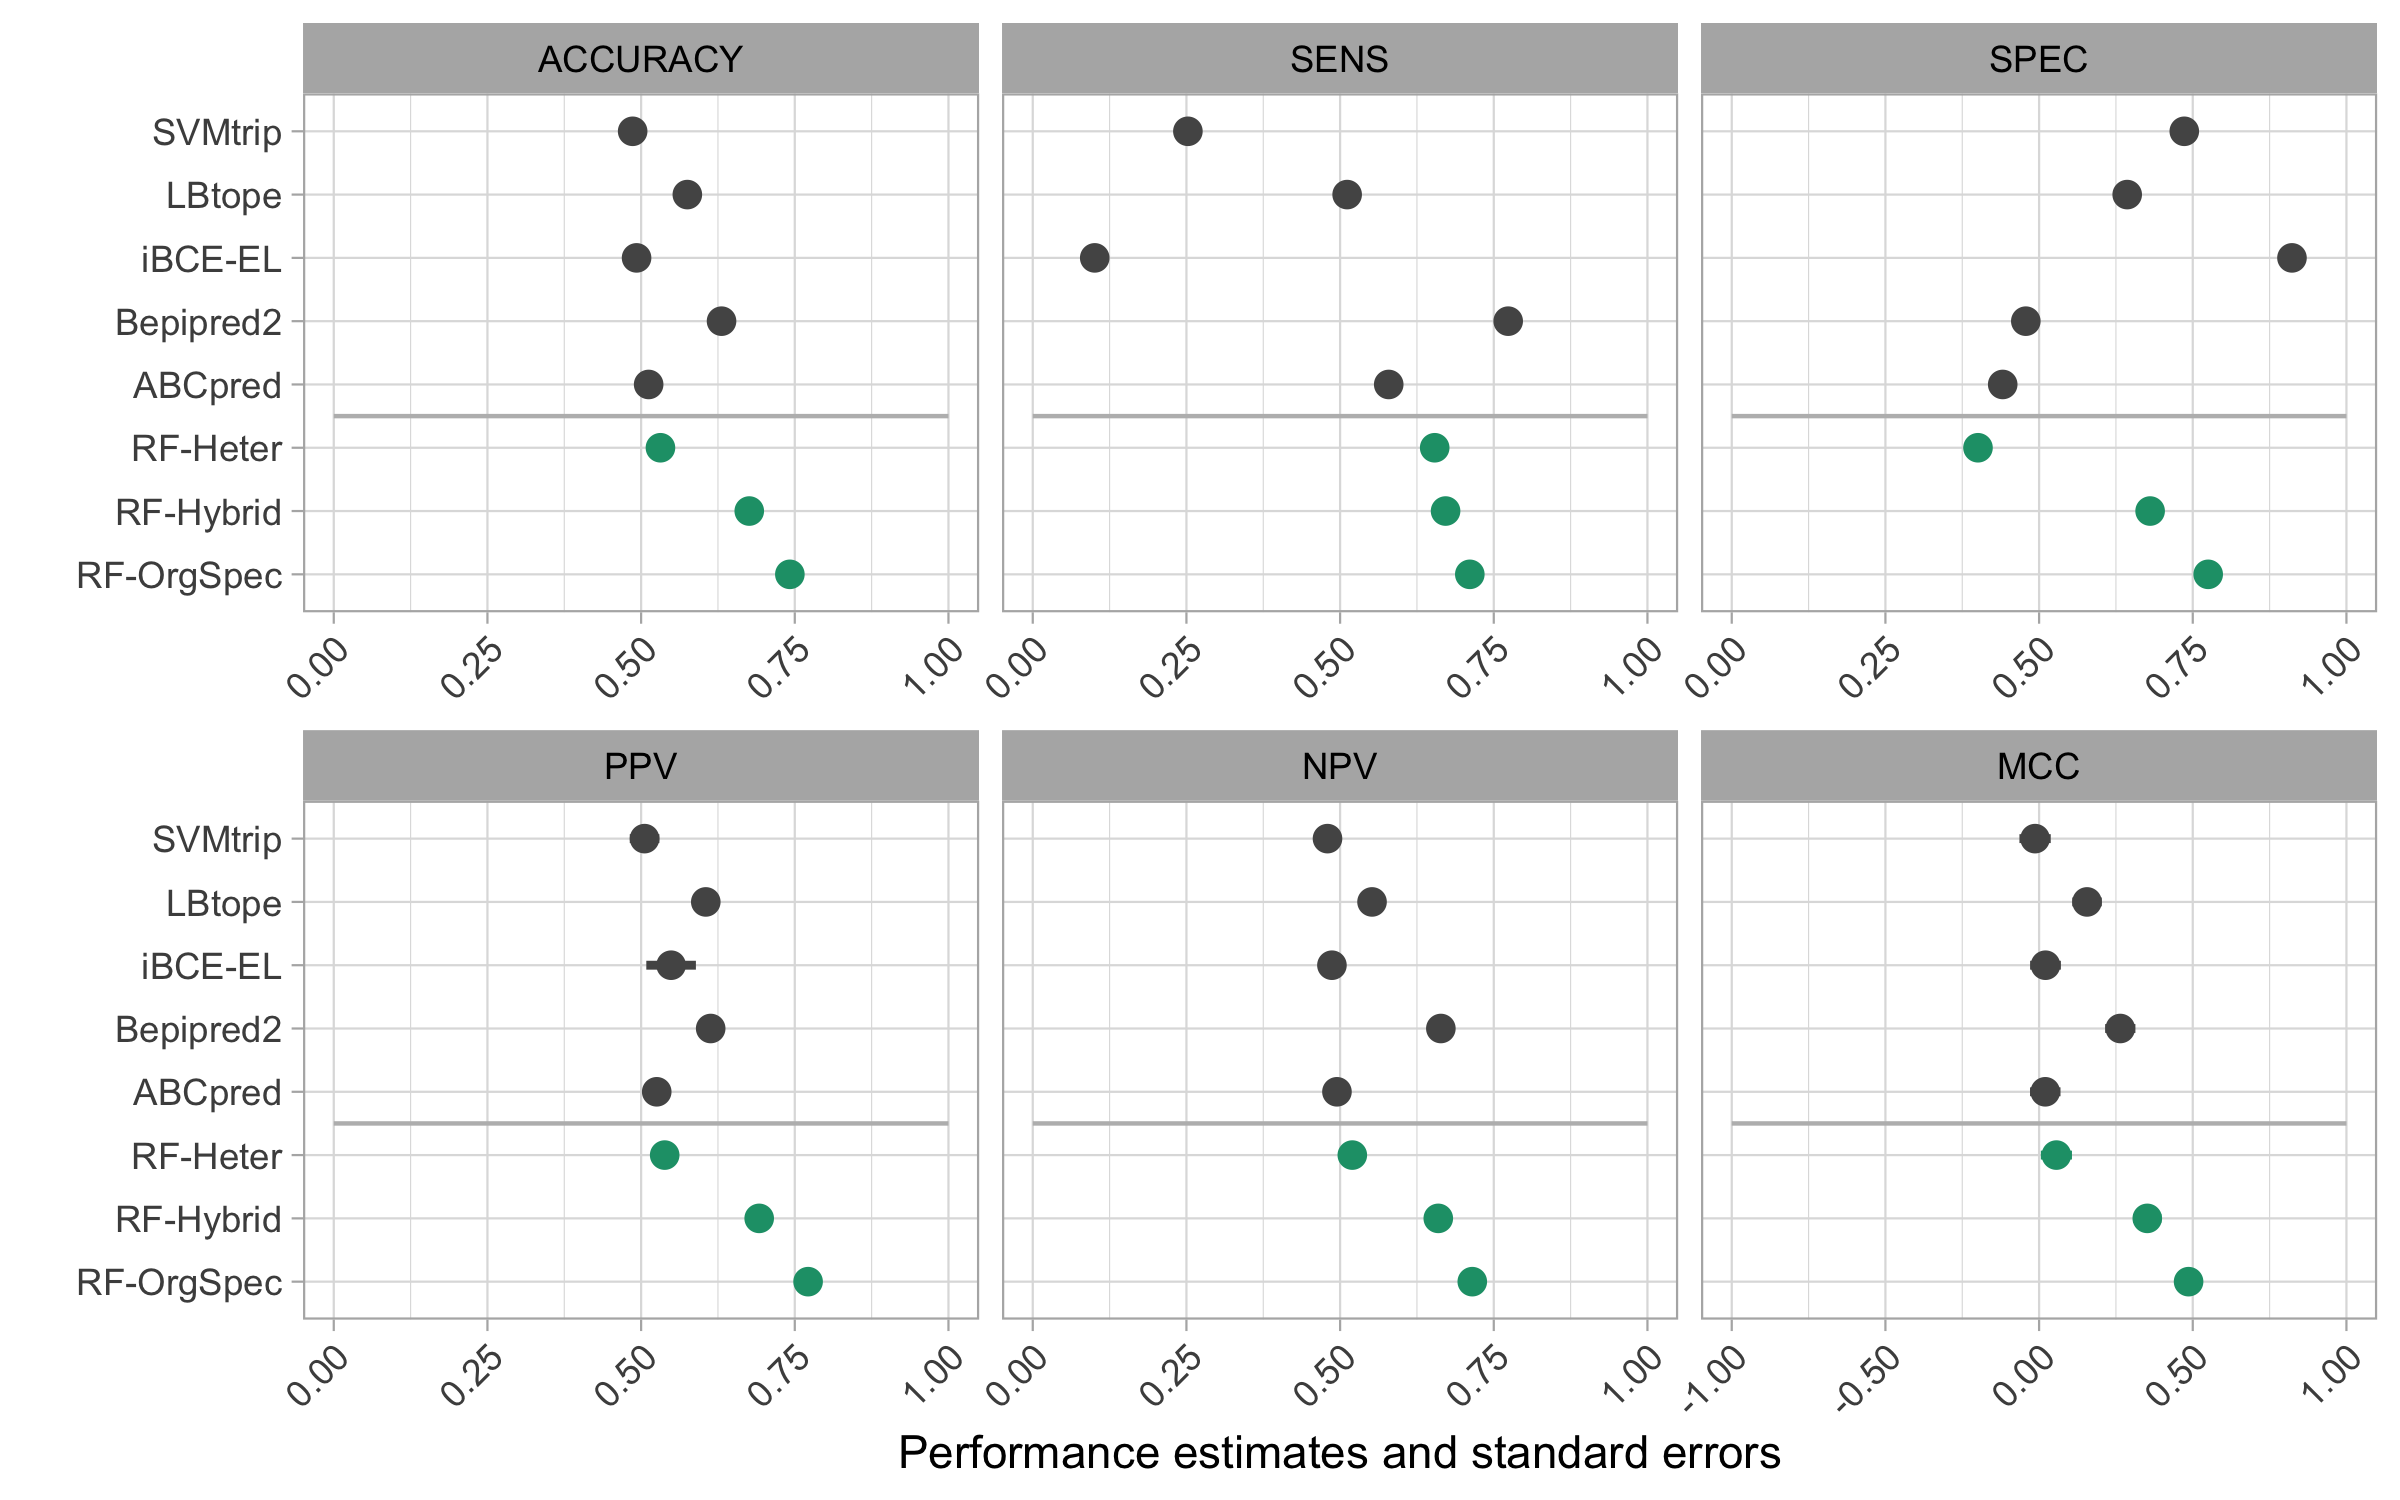 ACCURACY SENS SPEC
SVMtrip
LBtope
iBCE-EL
Bepipred2
ABCpred
RF-Heter
RF-Hybrid
RF-OrgSpec
0.00 0.25 0.50 0.75 1.00 0.00 0.25 0.50 0.75 1.00 0.00 0.25 0.50 0.75 1.00
PPV NPV MCC
SVMtrip
LBtope
iBCE-EL
Bepipred2
ABCpred
RF-Heter
RF-Hybrid
RF-OrgSpec
0.00 0.25 0.50 0.75 1.00 0.00 0.25 0.50 0.75 1.00 -1.00 -0.50 0.00 0.50 1.00
Performance estimates and standard errors